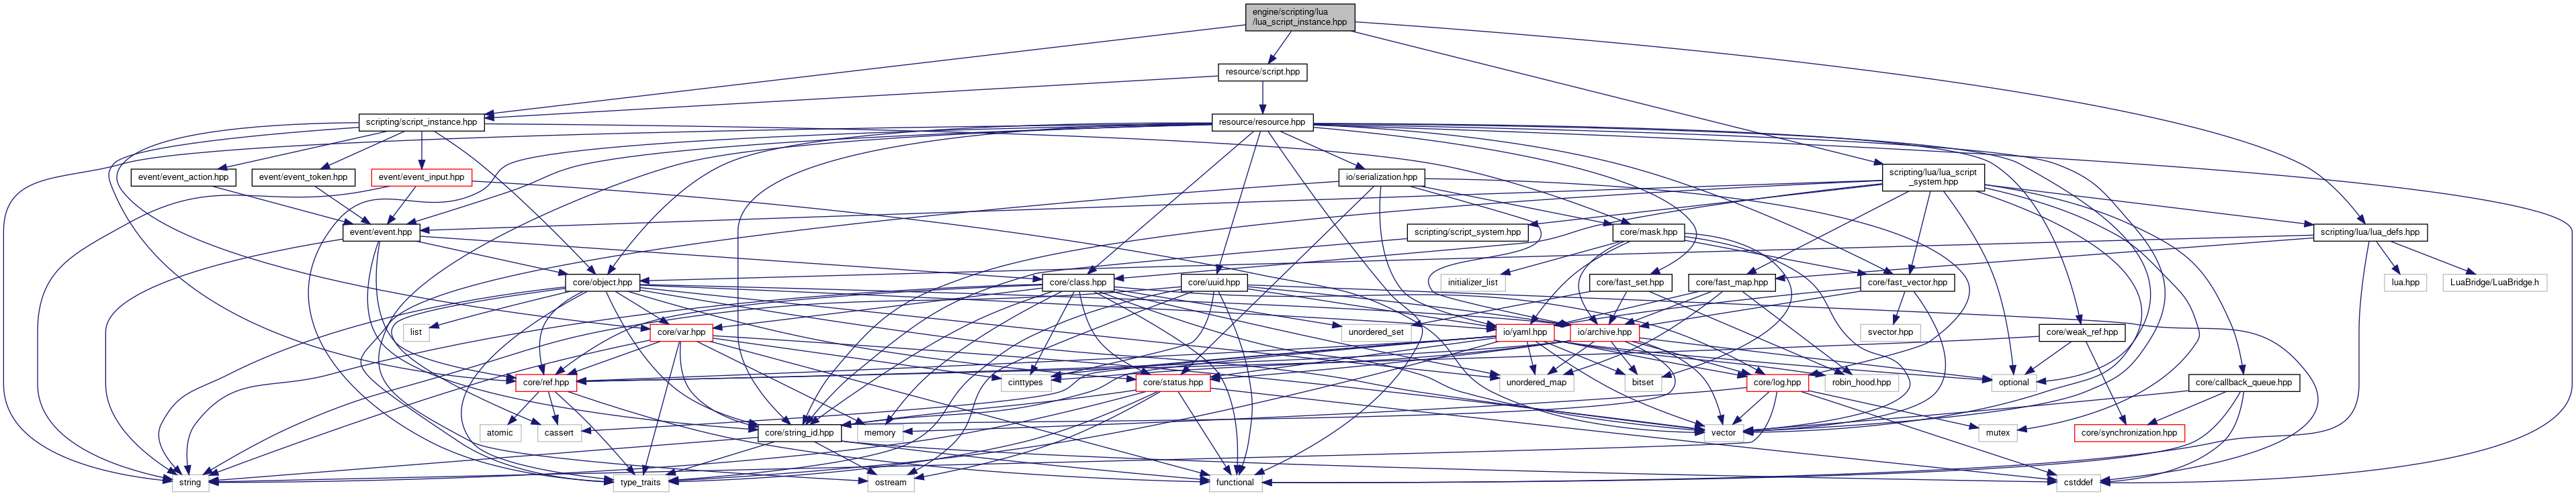 engine/scripting/lua
/lua_script_instance.hpp
resource/script.hpp
scripting/script_instance.hpp
resource/resource.hpp
event/event_action.hpp
event/event_token.hpp
event/event_input.hpp
io/serialization.hpp
scripting/lua/lua_script
_system.hpp
event/event.hpp
scripting/script_system.hpp
core/mask.hpp
scripting/lua/lua_defs.hpp
core/object.hpp
core/class.hpp
core/uuid.hpp
initializer_list
core/fast_set.hpp
core/fast_map.hpp
core/fast_vector.hpp
lua.hpp
LuaBridge/LuaBridge.h
list
core/var.hpp
unordered_set
io/yaml.hpp
io/archive.hpp
svector.hpp
core/weak_ref.hpp
core/ref.hpp
cinttypes
core/status.hpp
unordered_map
bitset
core/log.hpp
robin_hood.hpp
optional
core/callback_queue.hpp
atomic
cassert
core/string_id.hpp
memory
vector
mutex
core/synchronization.hpp
string
type_traits
ostream
functional
cstddef